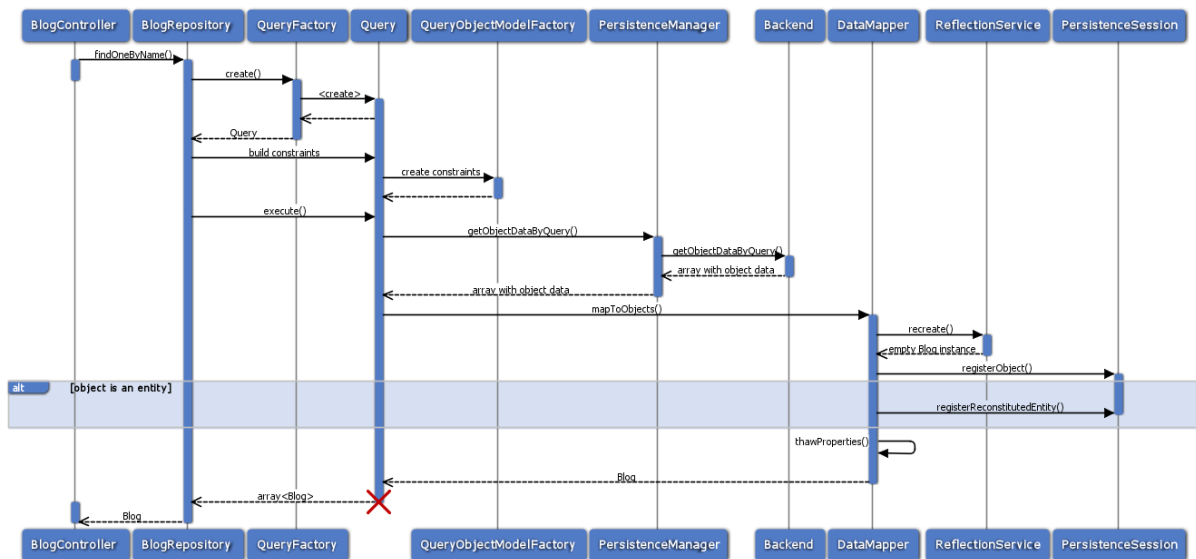 BlogController BlogRepository QueryFactory Query QueryObjectModelFactory PersistenceManager Backend DataMapper ReflectionService PersistenceSession
findOneByName()
create()
<create>
Query
build constraints
create constraints
execute()
getObjectDataByQuery()
getObjectDataByQuery()
array with object data
array with object data
mapToObjects()
recreate()
empty Blog instance
registerObject()
alt [object is an entity]
registerReconstitutedEntity()
thawProperties()
Blog
array<Blog>
Blog
BlogController BlogRepository QueryFactory QueryObjectModelFactory PersistenceManager Backend DataMapper ReflectionService PersistenceSession